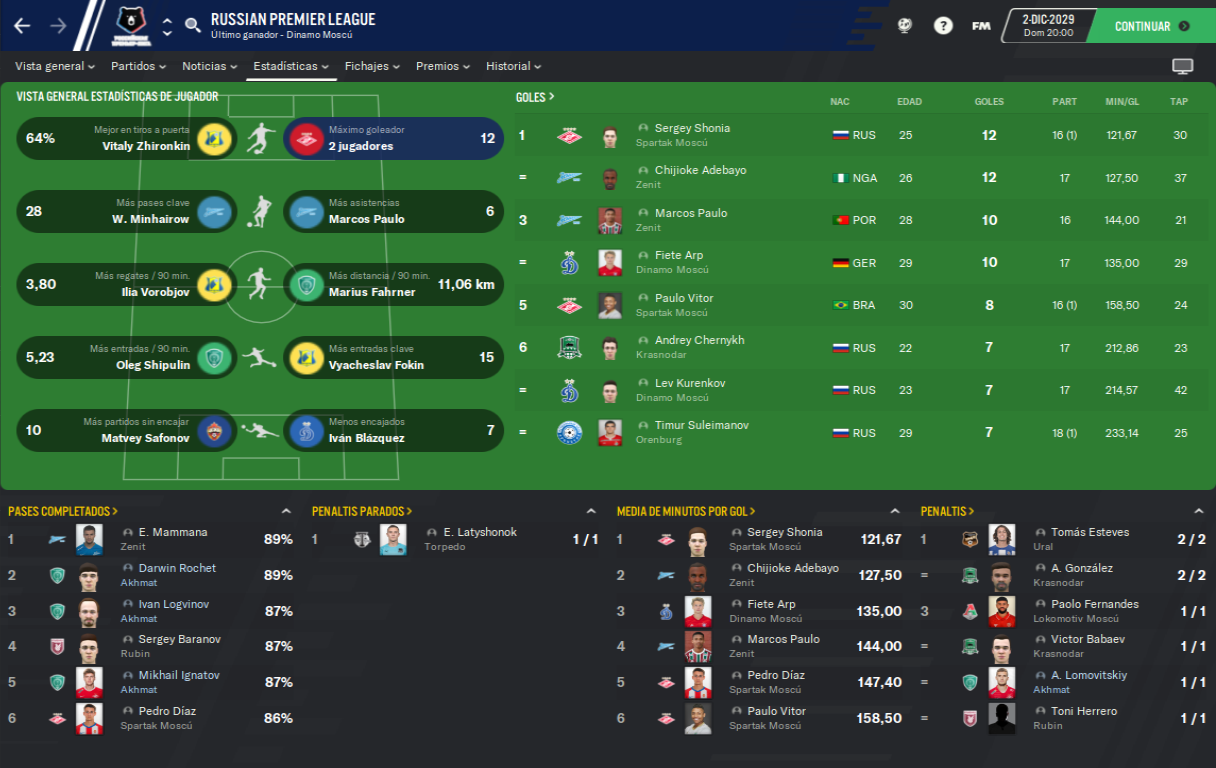 RUSSIAN PREMIER LEAGUE
Último ganador - Dinamo Moscú
?
FM
2-DIC-2029
Dom 20:00
CONTINUAR
Vista general
Partidos
Noticias
Estadísticas
Fichajes
Premios
Historial
VISTA GENERAL ESTADÍSTICAS DE JUGADOR
64%
Mejor en tiros a puerta
Vitaly Zhironkin
Máximo goleador
2 jugadores
12
28
Más pases clave
W. Minhairow
Más asistencias
Marcos Paulo
6
3,80
Más regates / 90 min.
Ilia Vorobjov
Más distancia / 90 min.
Marius Fahrner
11,06 km
5,23
Más entradas / 90 min.
Oleg Shipulin
Más entradas clave
Vyacheslav Fokin
15
10
Más partidos sin encajar
Matvey Safonov
Menos encajados
Iván Blázquez
7
GOLES >
NAC EDAD GOLES PART MIN/GL TAP
1 Sergey Shonia RUS 25 12 16 (1) 121,67 30
Spartak Moscú
= Chijioke Adebayo NGA 26 12 17 127,50 37
Zenit
3 Marcos Paulo POR 28 10 16 144,00 21
Zenit
= Fiete Arp GER 29 10 17 135,00 29
Dinamo Moscú
5 Paulo Vitor BRA 30 8 16 (1) 158,50 24
Spartak Moscú
6 Andrey Chernykh RUS 22 7 17 212,86 23
Krasnodar
= Lev Kurenkov RUS 23 7 17 214,57 42
Dinamo Moscú
= Timur Suleimanov RUS 29 7 18 (1) 233,14 25
Orenburg
PASES COMPLETADOS >
1 E. Mammana 89%
Zenit
2 Darwin Rochet 89%
Akhmat
3 Ivan Logvinov 87%
Akhmat
4 Sergey Baranov 87%
Rubin
5 Mikhail Ignatov 87%
Akhmat
6 Pedro Díaz 86%
Spartak Moscú
PENALTIS PARADOS >
1 E. Latyshonok 1 / 1
Torpedo
MEDIA DE MINUTOS POR GOL >
1 Sergey Shonia 121,67
Spartak Moscú
2 Chijioke Adebayo 127,50
Zenit
3 Fiete Arp 135,00
Dinamo Moscú
4 Marcos Paulo 144,00
Zenit
5 Pedro Díaz 147,40
Spartak Moscú
6 Paulo Vitor 158,50
Spartak Moscú
PENALTIS >
1 Tomás Esteves 2 / 2
Ural
= A. González 2 / 2
Krasnodar
3 Paolo Fernandes 1 / 1
Lokomotiv Moscú
= Victor Babaev 1 / 1
Krasnodar
= A. Lomovitskiy 1 / 1
Akhmat
= Toni Herrero 1 / 1
Rubin